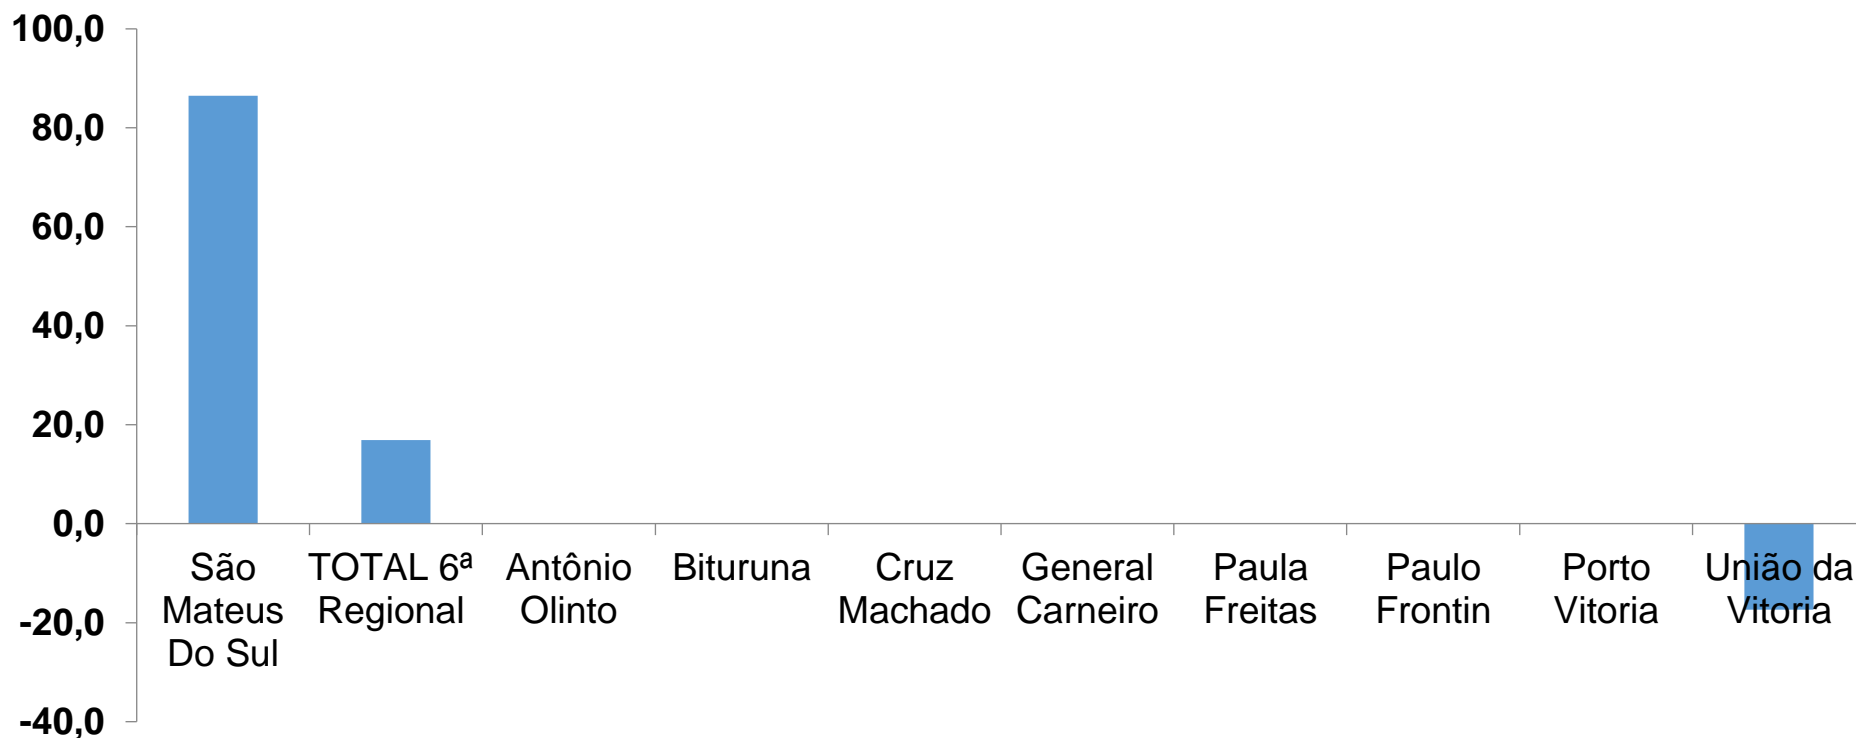 100,0
80,0
60,0
40,0
20,0
0,0
-20,0
-40,0
São
Mateus
Do Sul
TOTAL 6ª
Regional
Antônio
Olinto
Bituruna
Cruz
Machado
General
Carneiro
Paula
Freitas
Paulo
Frontin
Porto
Vitoria
União da
Vitoria